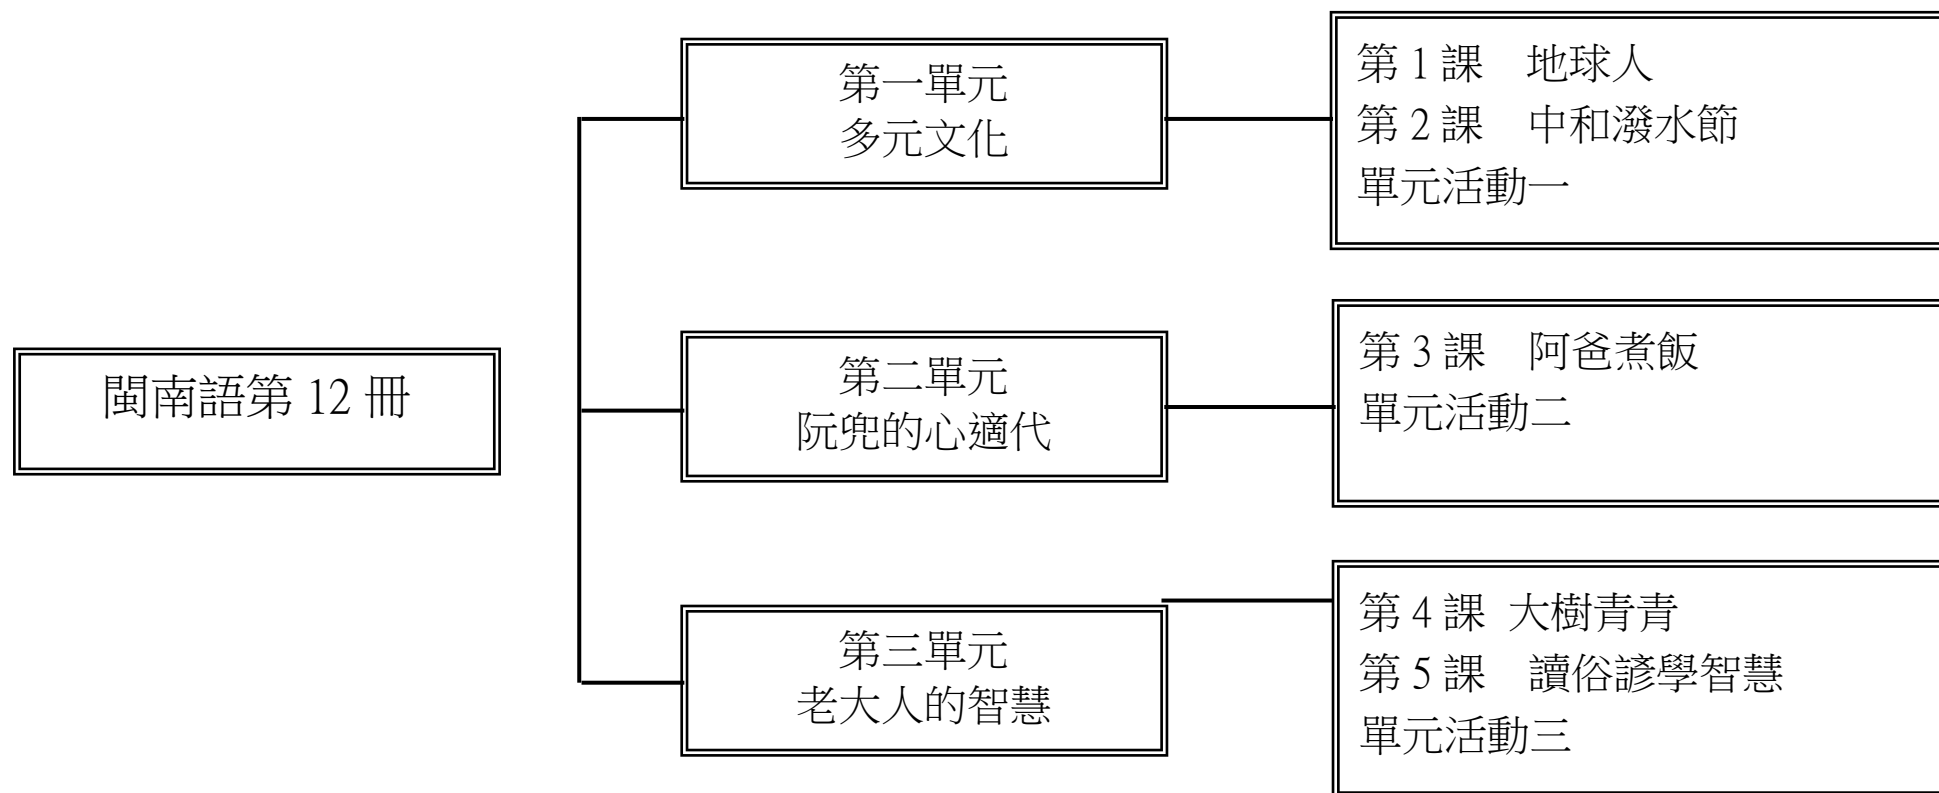 閩南語第 12 冊
第一單元
多元文化
第 1 課　地球人
第 2 課　中和潑水節
單元活動一
第二單元
阮兜的心適代
第 3 課　阿爸煮飯
單元活動二
第三單元
老大人的智慧
第 4 課 大樹青青
第 5 課　讀俗諺學智慧
單元活動三